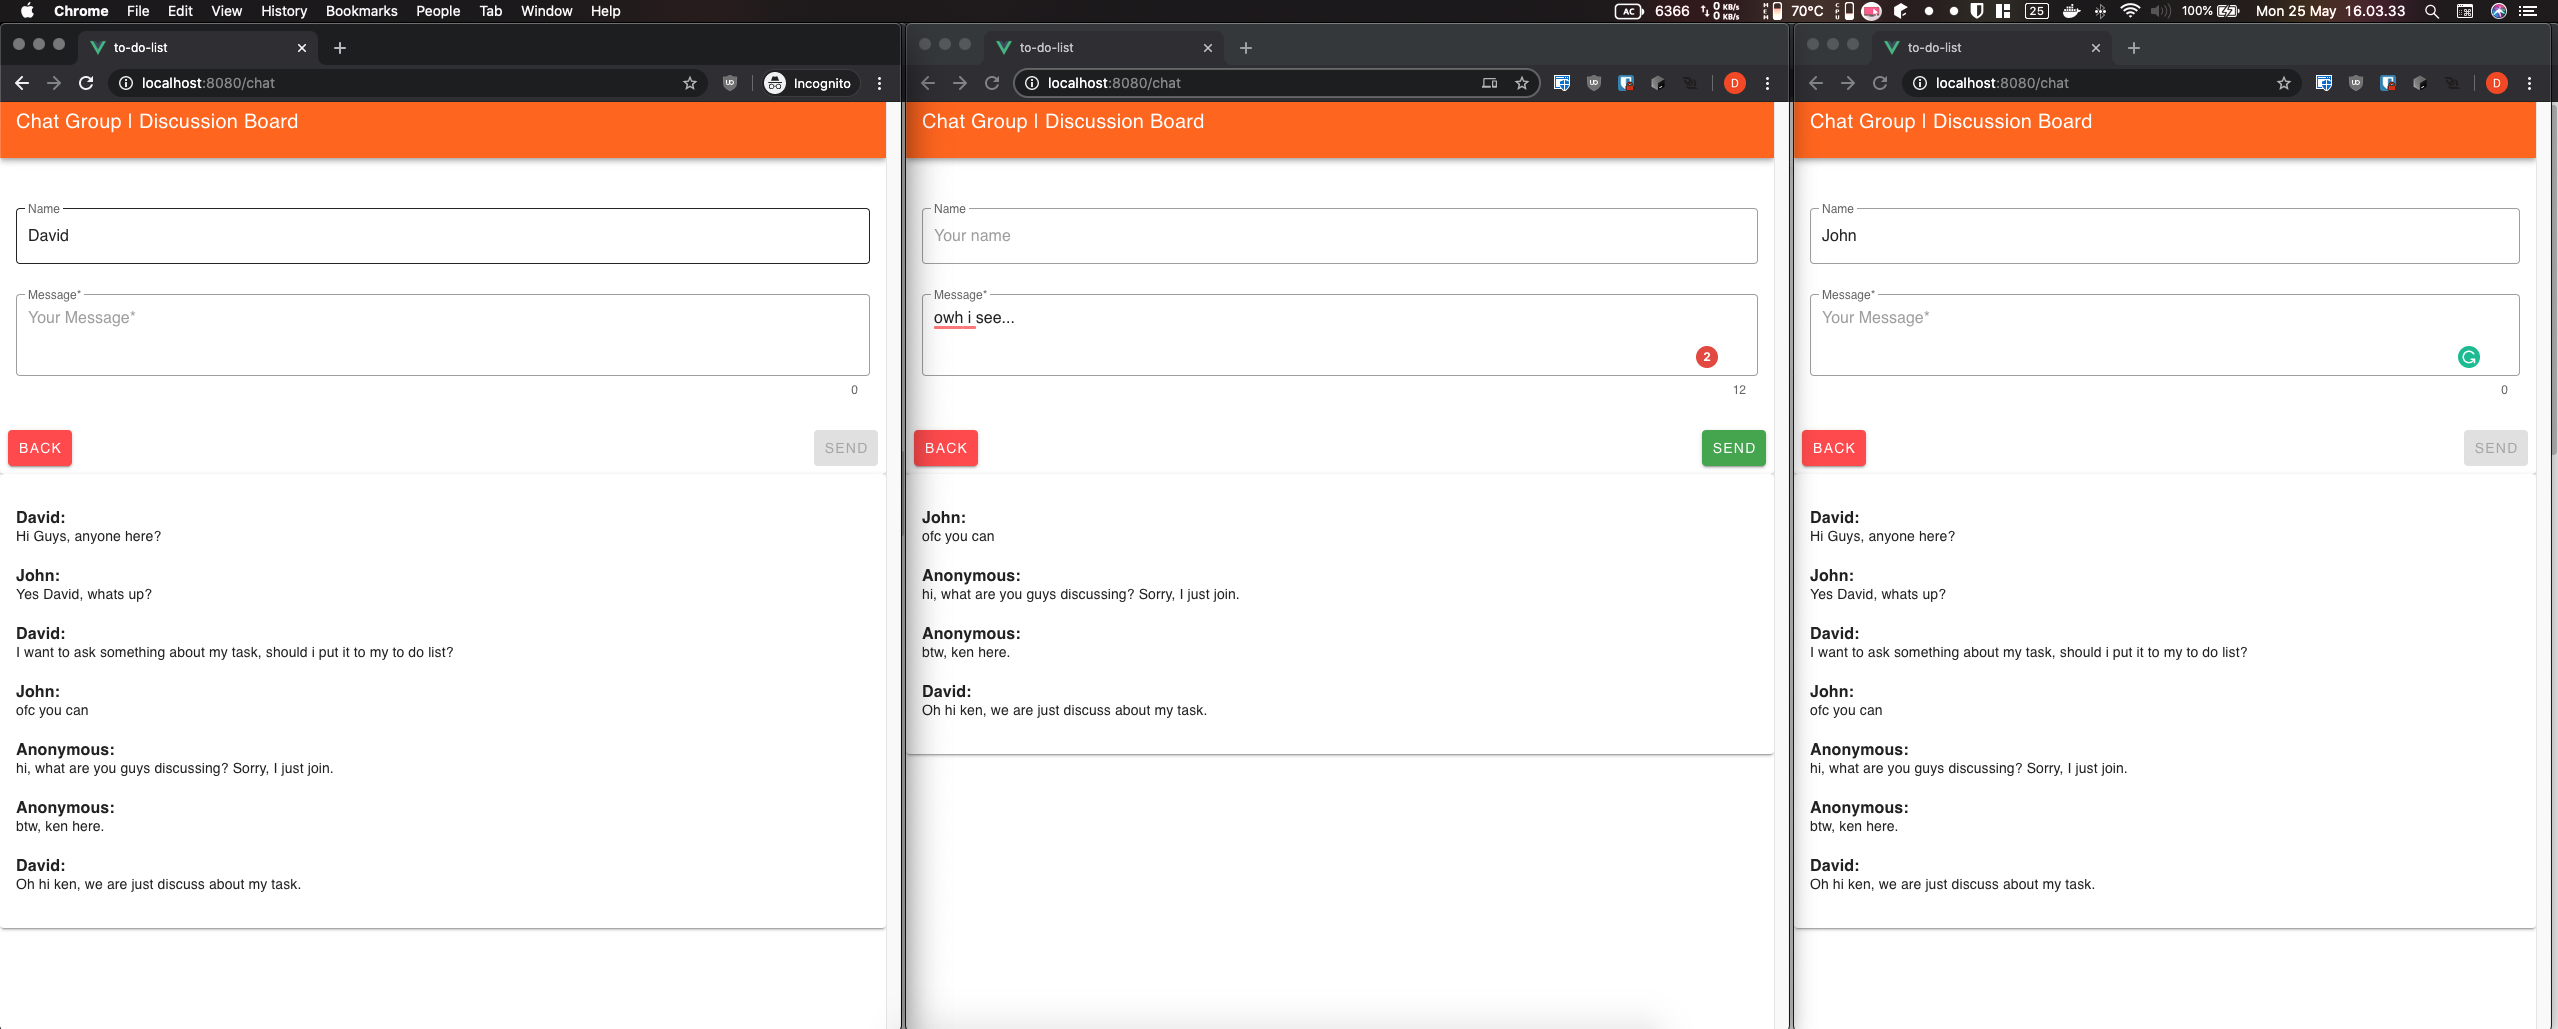 Chrome File Edit View History Bookmarks People Tab Window Help AC 6366 0 KB/s 0 KB/s MEM 70°C CPU 25 100% Mon 25 May 16.03.33
to-do-list
localhost:8080/chat Incognito
Chat Group | Discussion Board
Name
David
Message*
Your Message*
0
BACK SEND
David:
Hi Guys, anyone here?
John:
Yes David, whats up?
David:
I want to ask something about my task, should i put it to my to do list?
John:
ofc you can
Anonymous:
hi, what are you guys discussing? Sorry, I just join.
Anonymous:
btw, ken here.
David:
Oh hi ken, we are just discuss about my task.
to-do-list
localhost:8080/chat D
Chat Group | Discussion Board
Name
Your name
Message*
owh i see...
2
12
BACK SEND
John:
ofc you can
Anonymous:
hi, what are you guys discussing? Sorry, I just join.
Anonymous:
btw, ken here.
David:
Oh hi ken, we are just discuss about my task.
to-do-list
localhost:8080/chat D
Chat Group | Discussion Board
Name
John
Message*
Your Message*
0
BACK SEND
David:
Hi Guys, anyone here?
John:
Yes David, whats up?
David:
I want to ask something about my task, should i put it to my to do list?
John:
ofc you can
Anonymous:
hi, what are you guys discussing? Sorry, I just join.
Anonymous:
btw, ken here.
David:
Oh hi ken, we are just discuss about my task.